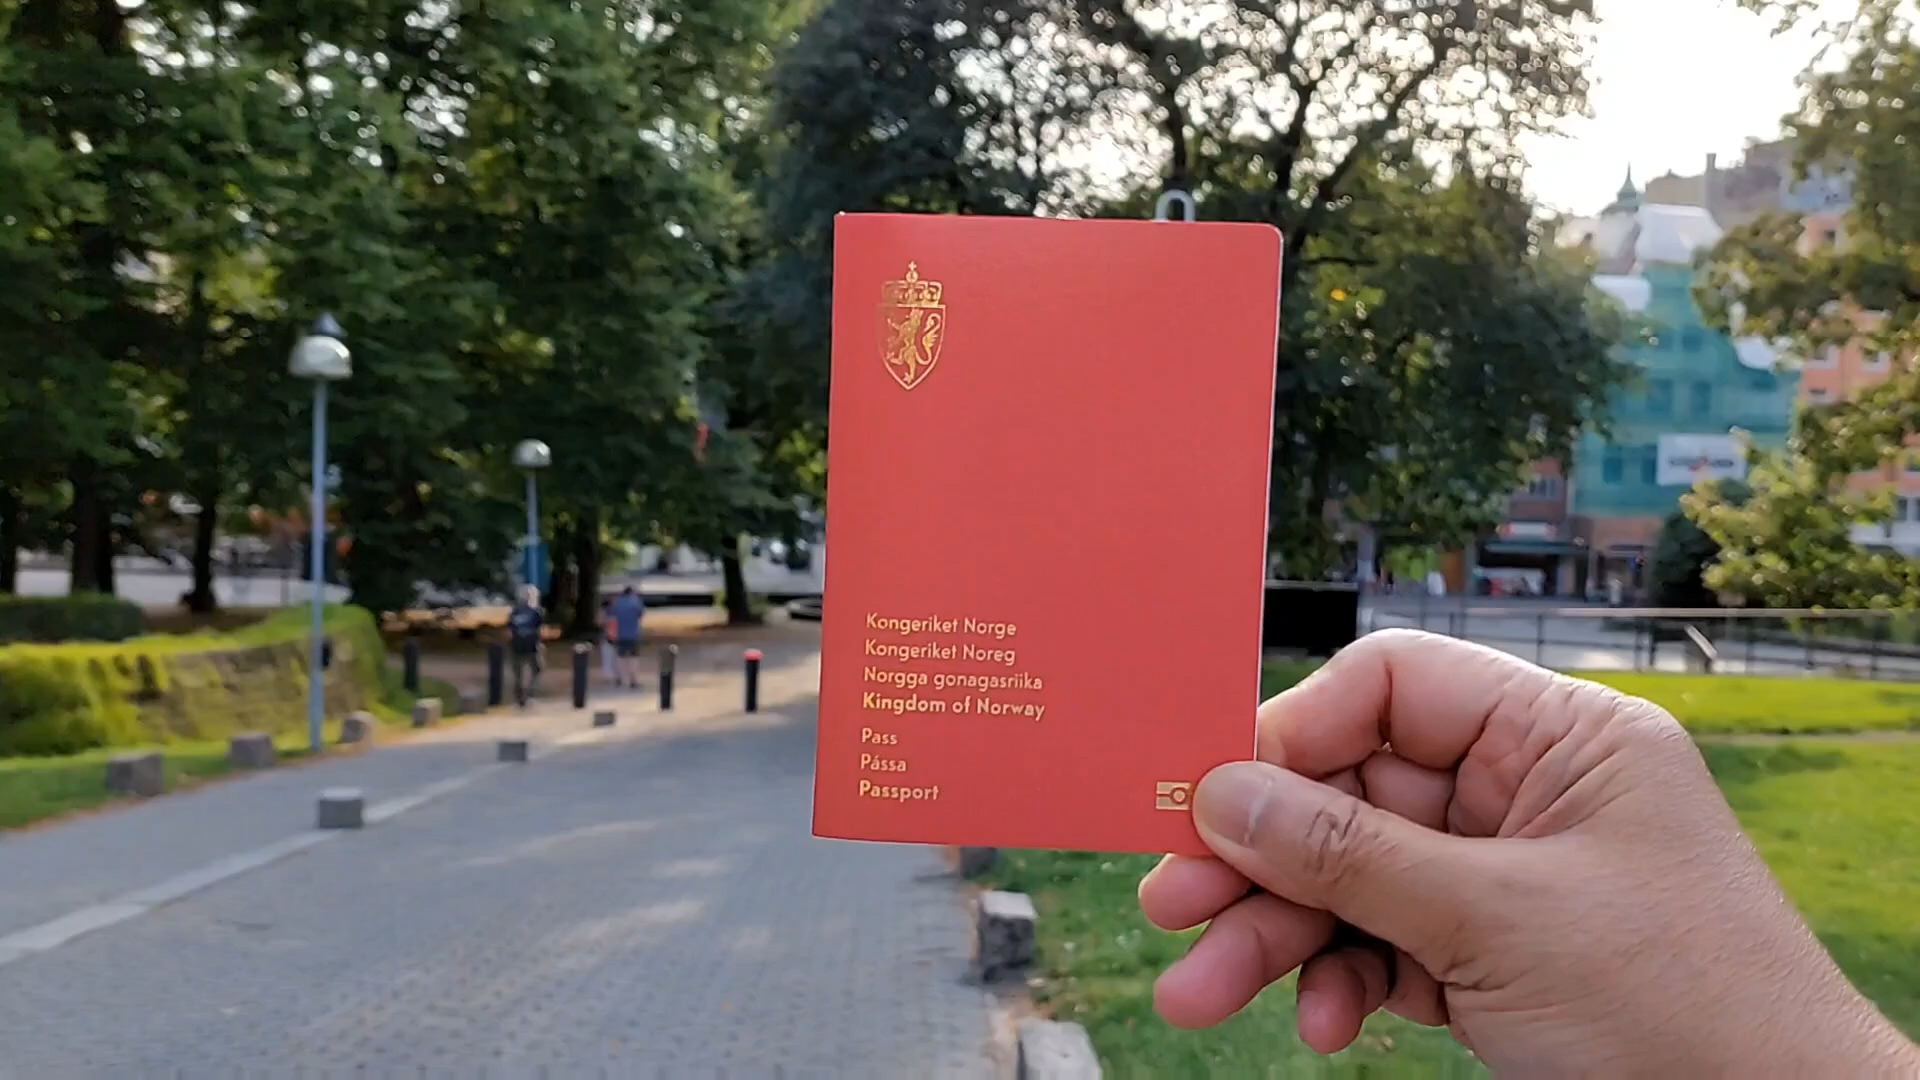 Kongeriket Norge
Kongeriket Noreg
Norgga gonagasriika
Kingdom of Norway
Pass
Pássa
Passport